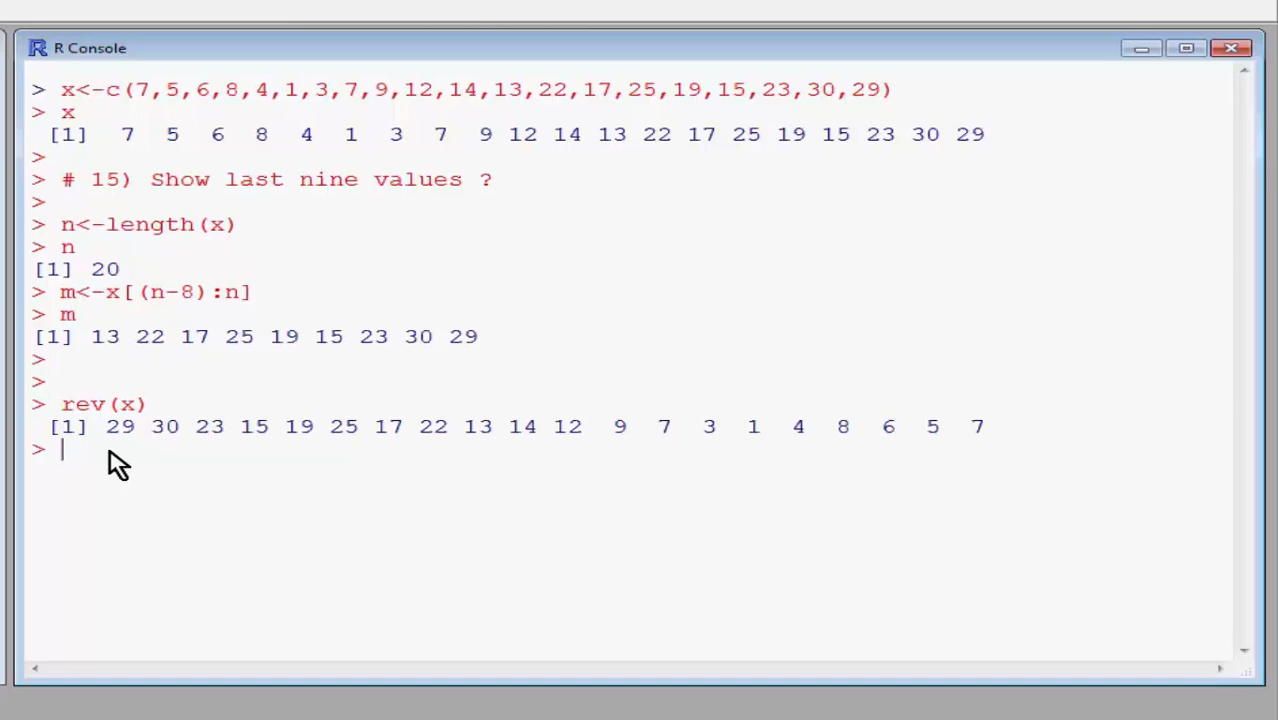 R Console
> x<-c(7,5,6,8,4,1,3,7,9,12,14,13,22,17,25,19,15,23,30,29)
> x
[1] 7 5 6 8 4 1 3 7 9 12 14 13 22 17 25 19 15 23 30 29
>
> # 15) Show last nine values ?
>
> n<-length(x)
> n
[1] 20
> m<-x[(n-8):n]
> m
[1] 13 22 17 25 19 15 23 30 29
>
>
> rev(x)
[1] 29 30 23 15 19 25 17 22 13 14 12 9 7 3 1 4 8 6 5 7
>